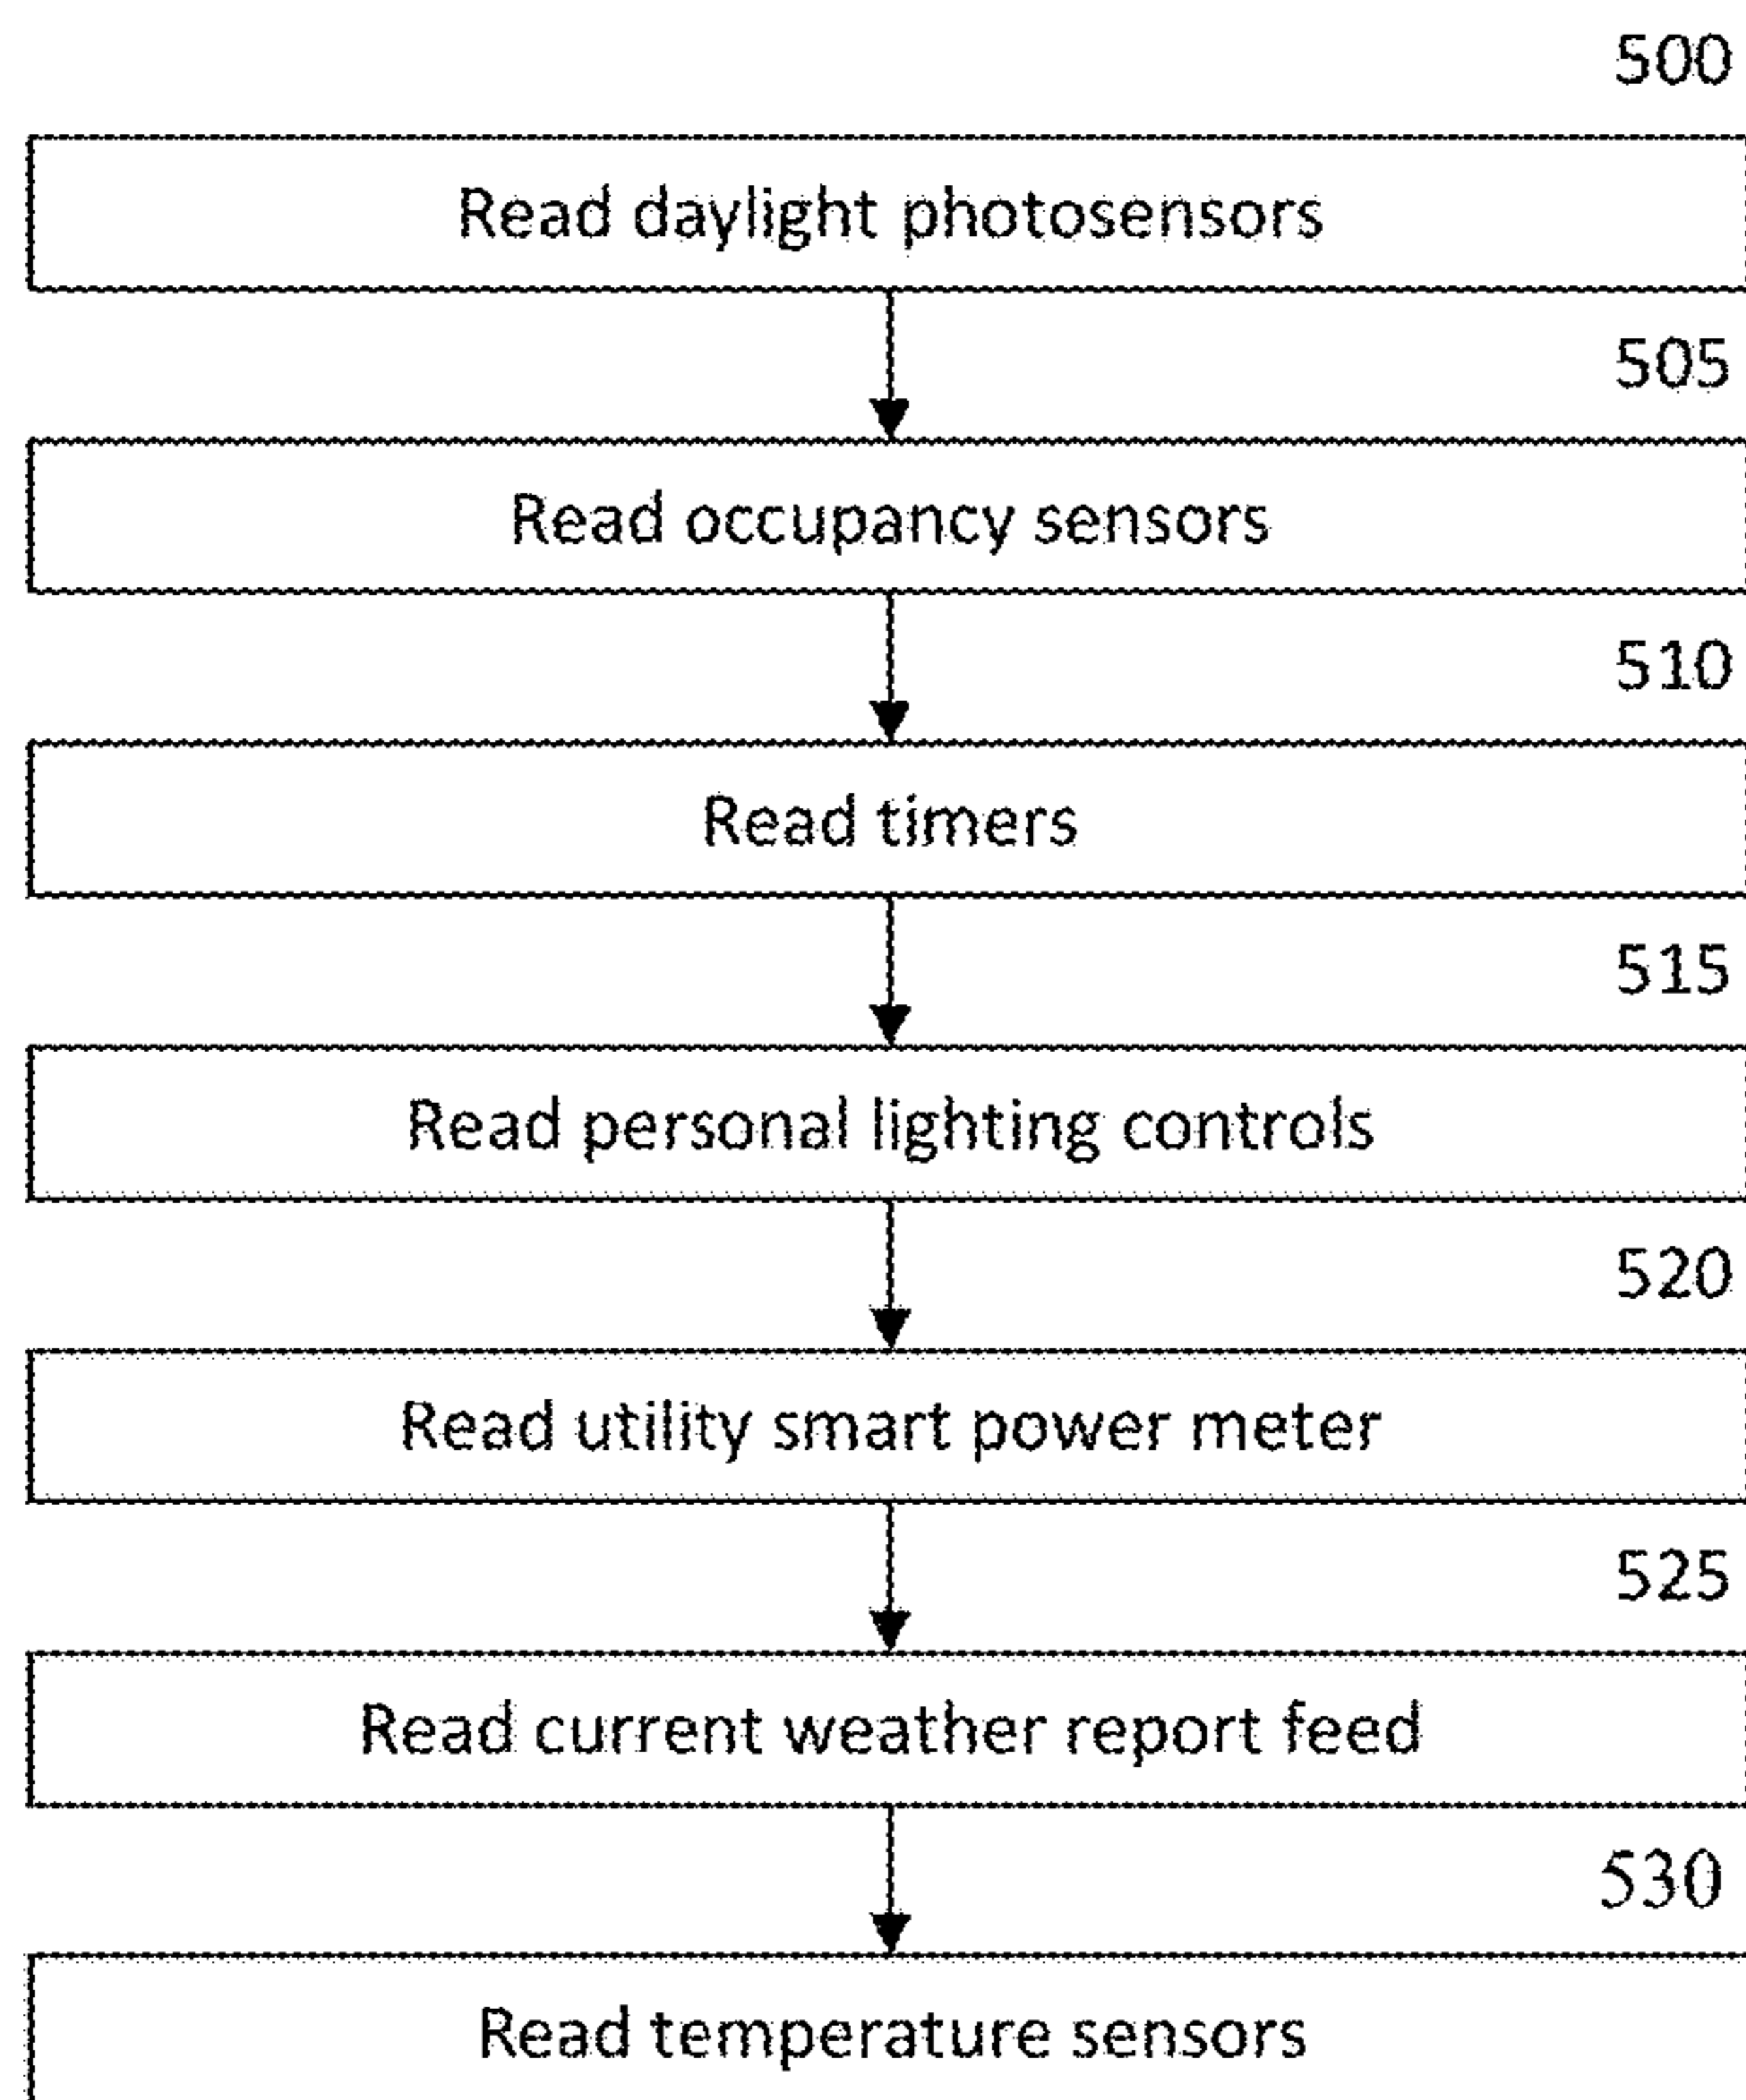 500
Read daylight photosensors
505
Read occupancy sensors
510
Read timers
515
Read personal lighting controls
520
Read utility smart power meter
525
Read current weather report feed
530
Read temperature sensors